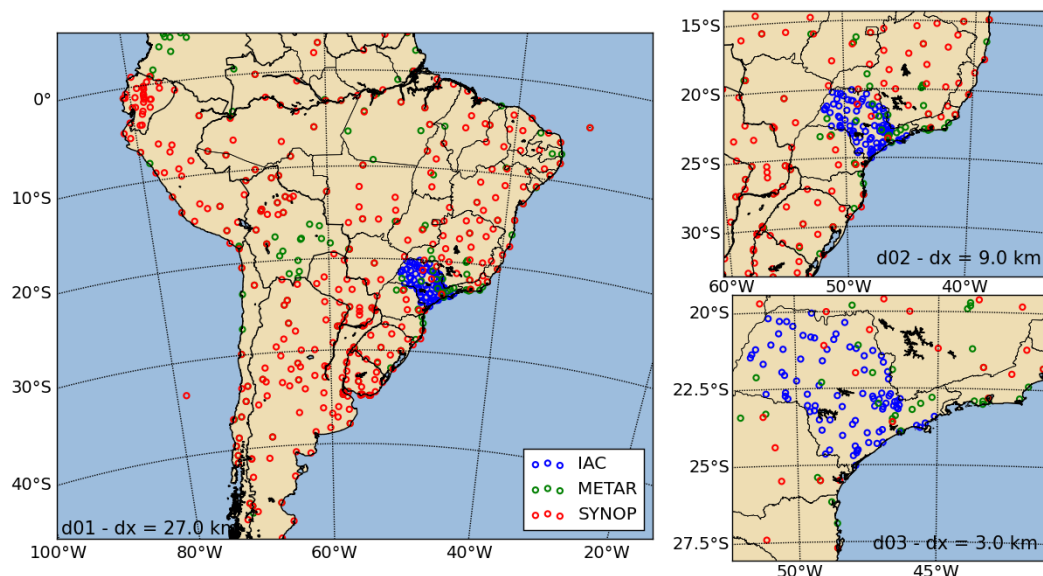 0°
10°S
20°S
30°S
40°S
100°W
80°W
60°W
40°W
20°W
d01 - dx = 27.0 km
IAC
METAR
SYNOP
15°S
20°S
25°S
30°S
60°W
50°W
40°W
d02 - dx = 9.0 km
20°S
22.5°S
25°S
27.5°S
50°W
45°W
d03 - dx = 3.0 km